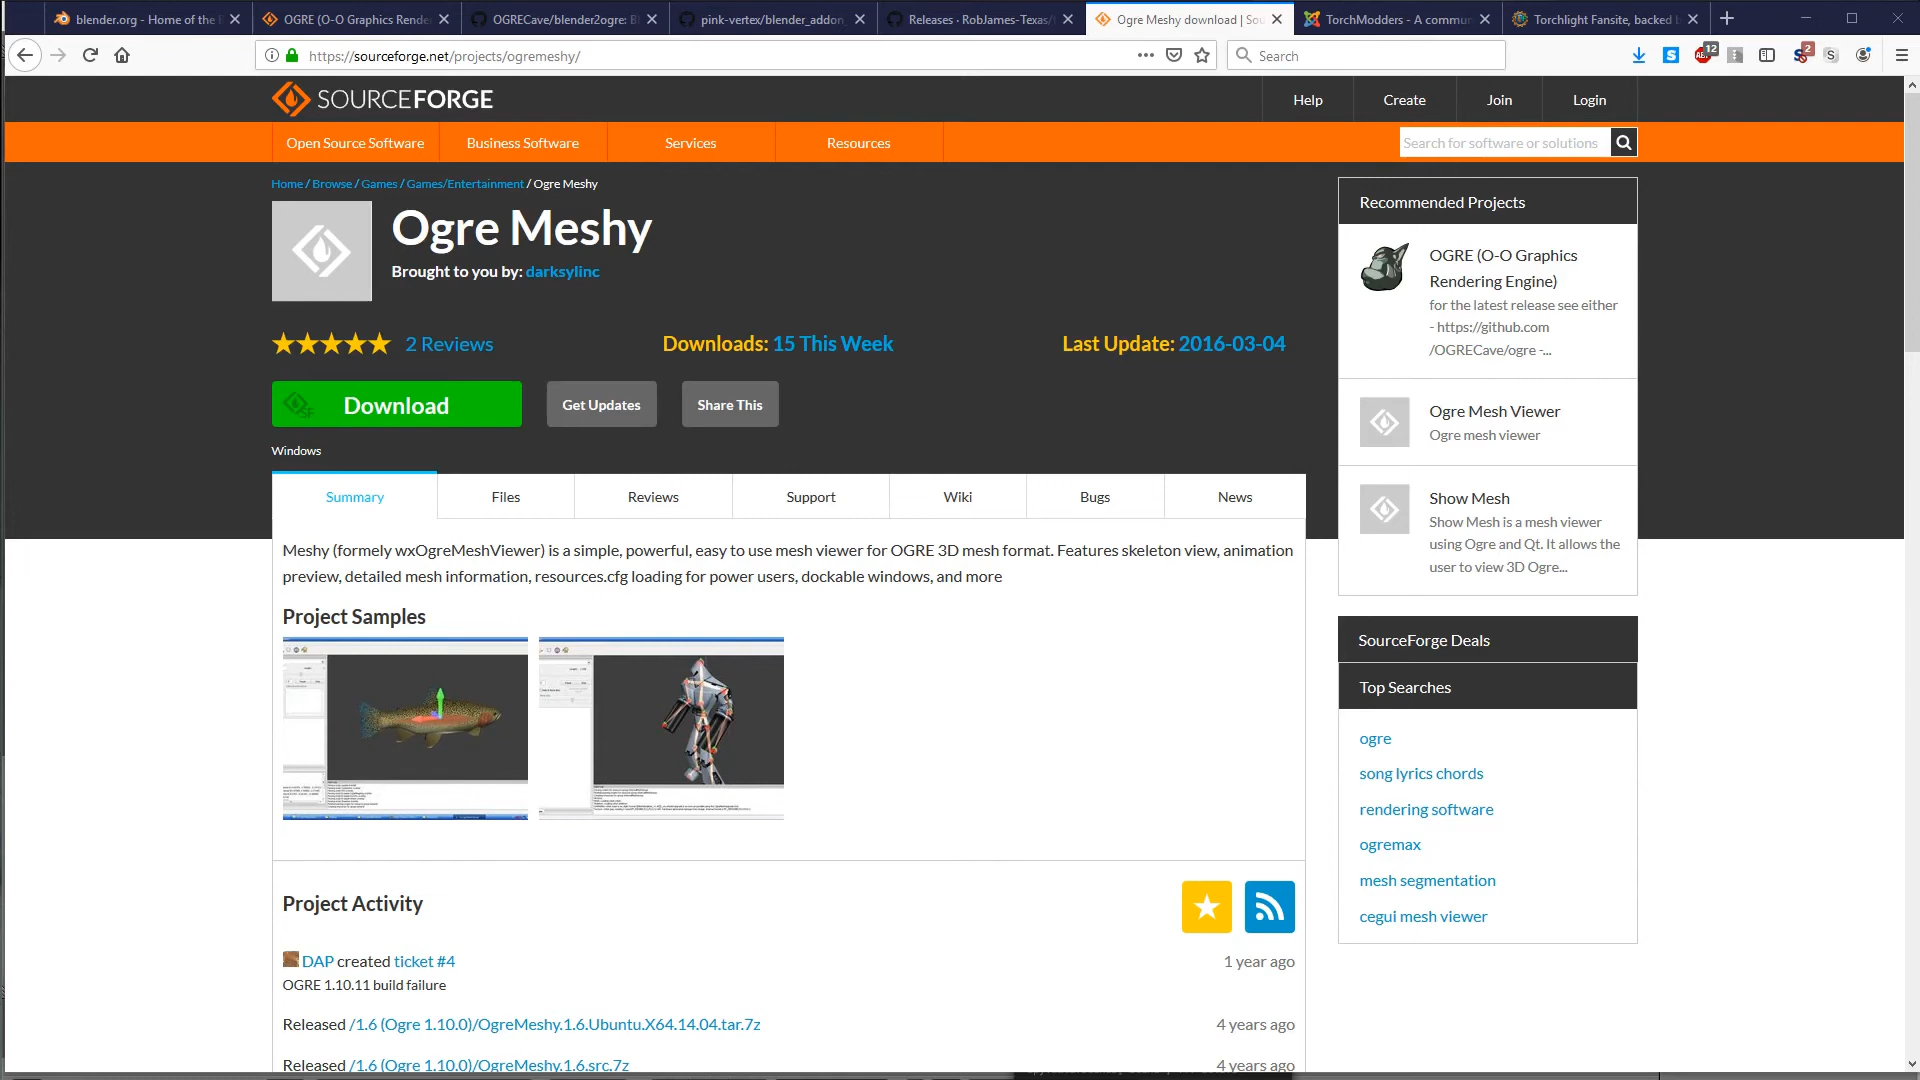 blender.org - Home of the B
OGRE (O-O Graphics Render
OGRECave/blender2ogre: Bl
pink-vertex/blender_addon
Releases · RobJames-Texas/
Ogre Meshy download | Sou
TorchModders - A commu
Torchlight Fansite, backed b
https://sourceforge.net/projects/ogremeshy/
Search
12
2
SOURCEFORGE
Help
Create
Join
Login
Open Source Software
Business Software
Services
Resources
Search for software or solutions
Home / Browse / Games / Games/Entertainment / Ogre Meshy
Ogre Meshy
Brought to you by: darksylinc
2 Reviews
Downloads: 15 This Week
Last Update: 2016-03-04
Download
Get Updates
Share This
Windows
Summary
Files
Reviews
Support
Wiki
Bugs
News
Meshy (formely wxOgreMeshViewer) is a simple, powerful, easy to use mesh viewer for OGRE 3D mesh format. Features skeleton view, animation
preview, detailed mesh information, resources.cfg loading for power users, dockable windows, and more
Project Samples
Project Activity
DAP created ticket #4
1 year ago
OGRE 1.10.11 build failure
Released /1.6 (Ogre 1.10.0)/OgreMeshy.1.6.Ubuntu.X64.14.04.tar.7z
4 years ago
Released /1.6 (Ogre 1.10.0)/OgreMeshy.1.6.src.7z
4 years ago
Recommended Projects
OGRE (O-O Graphics
Rendering Engine)
for the latest release see either
- https://github.com
/OGRECave/ogre -...
Ogre Mesh Viewer
Ogre mesh viewer
Show Mesh
Show Mesh is a mesh viewer
using Ogre and Qt. It allows the
user to view 3D Ogre...
SourceForge Deals
Top Searches
ogre
song lyrics chords
rendering software
ogremax
mesh segmentation
cegui mesh viewer